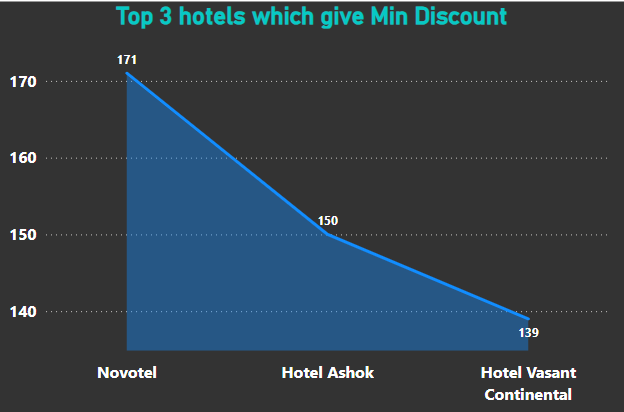 Top 3 hotels which give Min Discount
171
170
160
150
150
140
139
Novotel
Hotel Ashok
Hotel Vasant
Continental